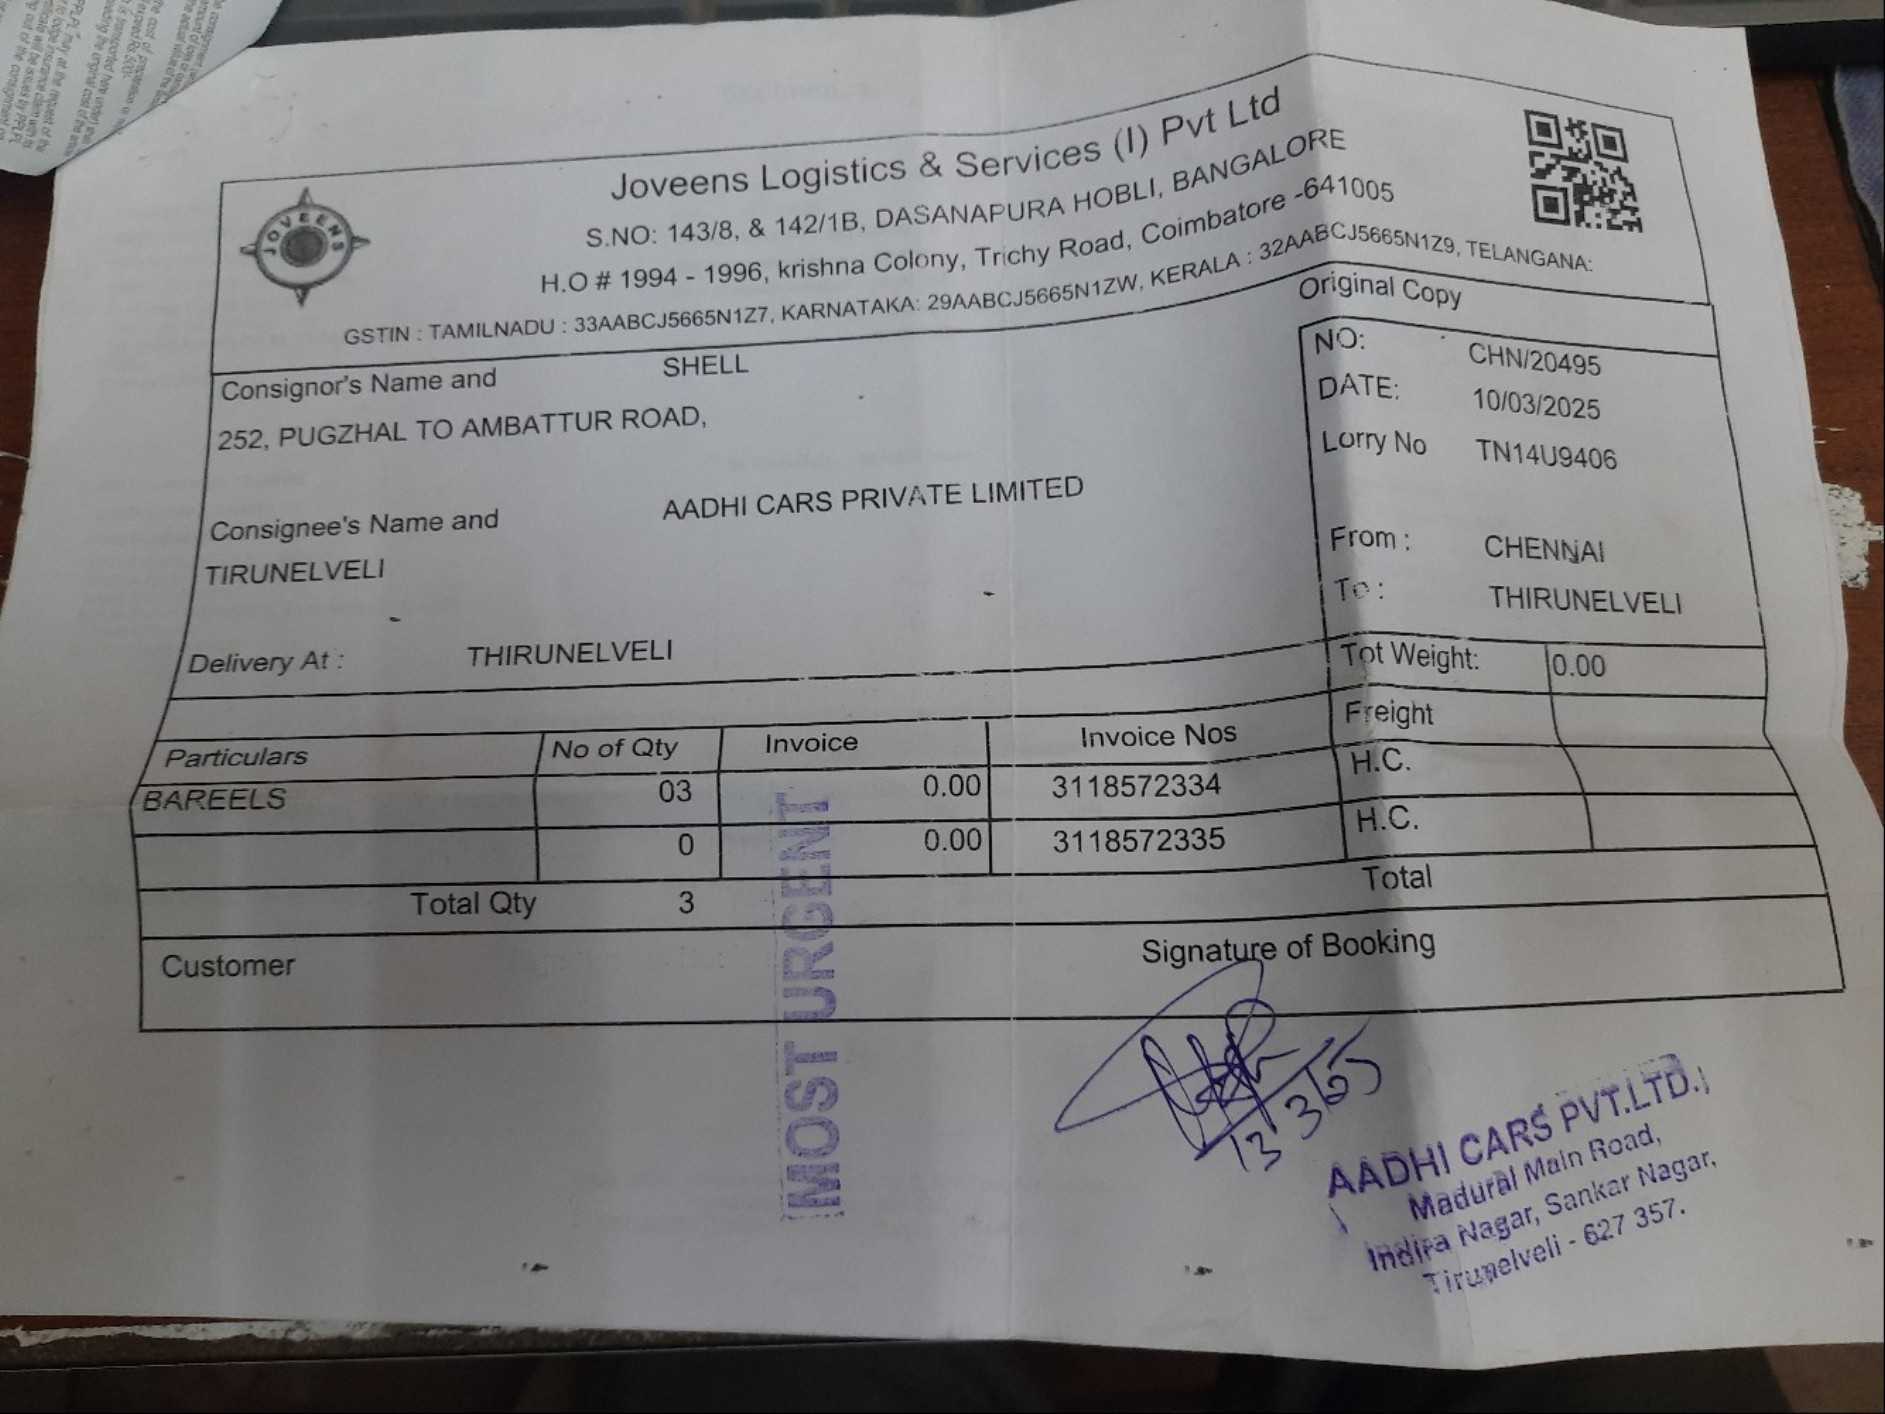 Joveens Logistics & Services (I) Pvt Ltd
S.NO: 143/8, & 142/1B, DASANAPURA HOBLI, BANGALORE
H.O # 1994 - 1996, krishna Colony, Trichy Road, Coimbatore -641005
GSTIN : TAMILNADU : 33AABCJ5665N1Z7, KARNATAKA: 29AABCJ5665N1ZW, KERALA : 32AABCJ5665N1Z9, TELANGANA:
JOVEENS
Original Copy
Consignor's Name and SHELL
252, PUGZHAL TO AMBATTUR ROAD,
Consignee's Name and AADHI CARS PRIVATE LIMITED
TIRUNELVELI
Delivery At : THIRUNELVELI
NO: CHN/20495
DATE: 10/03/2025
Lorry No TN14U9406
From : CHENNAI
To : THIRUNELVELI
Tot Weight: 0.00
Freight
H.C.
H.C.
Total
Particulars No of Qty Invoice Invoice Nos
BAREELS 03 0.00 3118572334
0 0.00 3118572335
Total Qty 3
Customer Signature of Booking
MOST URGENT
AADHI CARS PVT.LTD.,
Madurai Main Road,
Indira Nagar, Sankar Nagar,
Tirunelveli - 627 357.